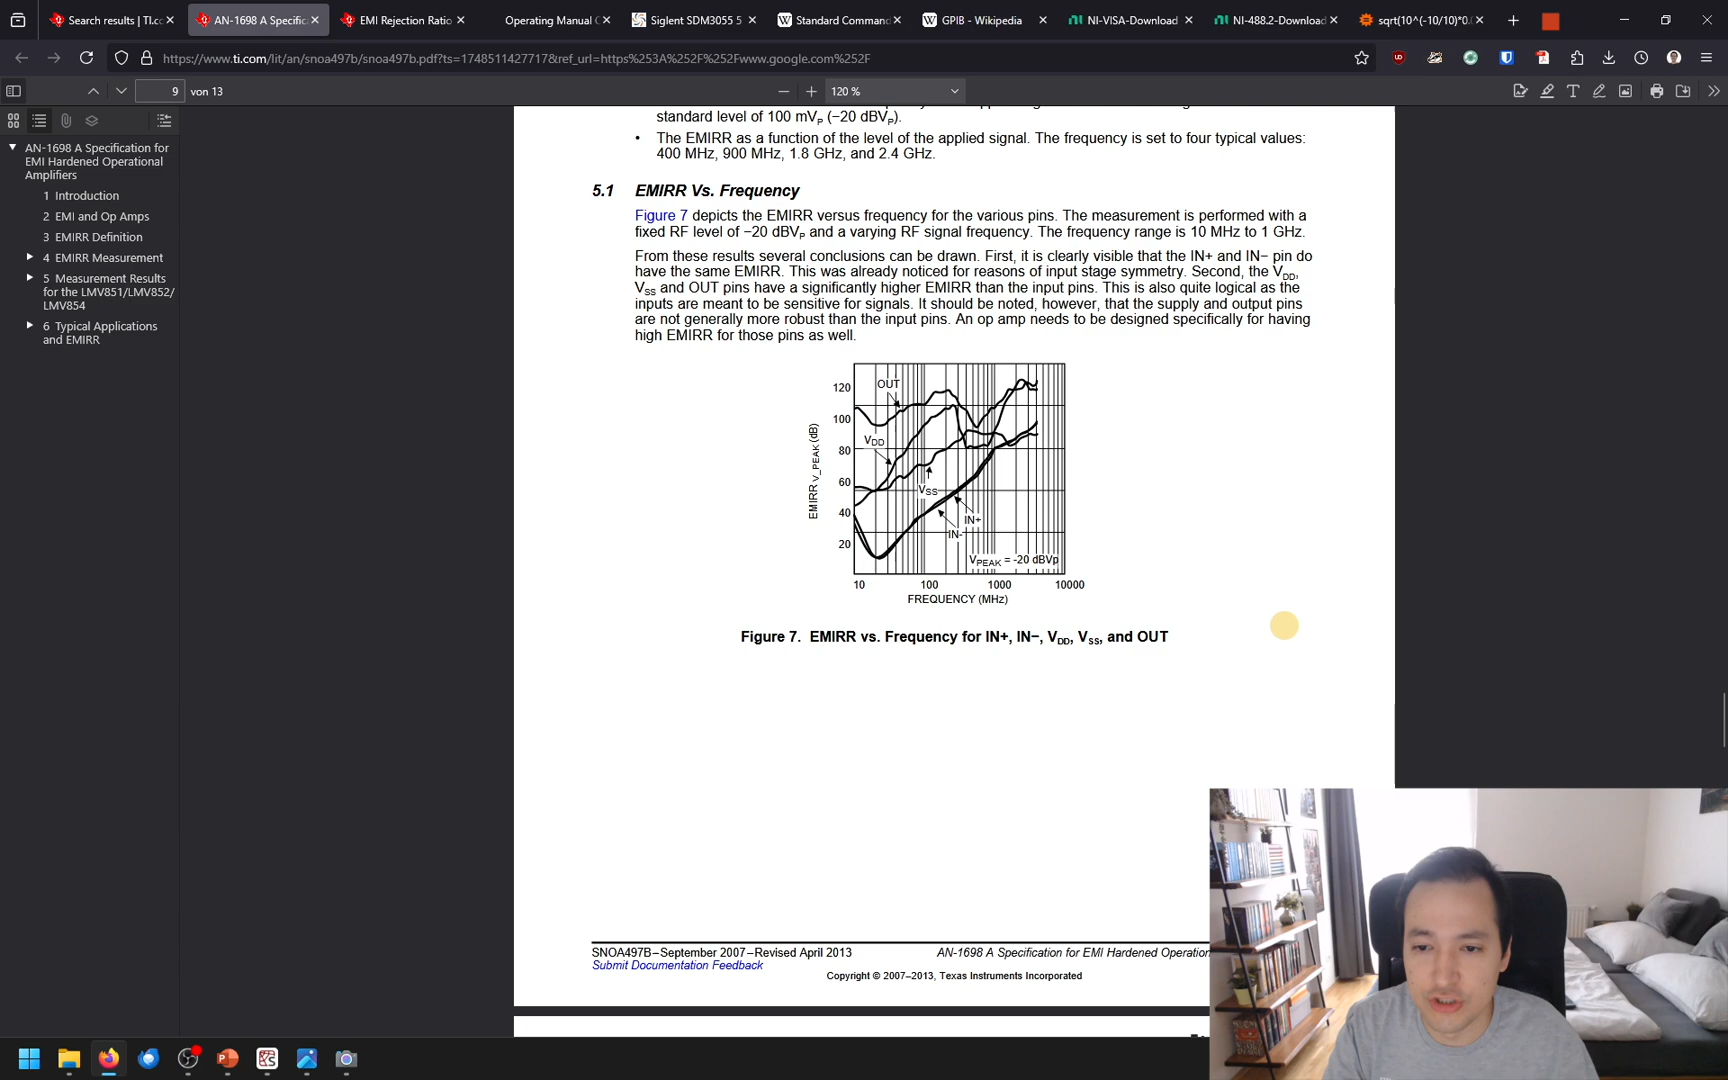 Search results | TI.co
AN-1698 A Specific
EMI Rejection Ratio
Operating Manual
Siglent SDM3055 5
Standard Comman
GPIB - Wikipedia
NI-VISA-Download
NI-488.2-Download
sqrt(10^(-10/10)*0.
https://www.ti.com/lit/an/snoa497b/snoa497b.pdf?ts=1748511427717&ref_url=https%253A%252F%252Fwww.google.com%252F
9 von 13
120 %
AN-1698 A Specification for
EMI Hardened Operational
Amplifiers
1 Introduction
2 EMI and Op Amps
3 EMIRR Definition
4 EMIRR Measurement
5 Measurement Results
for the LMV851/LMV852/
LMV854
6 Typical Applications
and EMIRR
standard level of 100 mVP (−20 dBVP).
• The EMIRR as a function of the level of the applied signal. The frequency is set to four typical values:
400 MHz, 900 MHz, 1.8 GHz, and 2.4 GHz.
5.1 EMIRR Vs. Frequency
Figure 7 depicts the EMIRR versus frequency for the various pins. The measurement is performed with a
fixed RF level of −20 dBVP and a varying RF signal frequency. The frequency range is 10 MHz to 1 GHz.
From these results several conclusions can be drawn. First, it is clearly visible that the IN+ and IN− pin do
have the same EMIRR. This was already noticed for reasons of input stage symmetry. Second, the VDD,
VSS and OUT pins have a significantly higher EMIRR than the input pins. This is also quite logical as the
inputs are meant to be sensitive for signals. It should be noted, however, that the supply and output pins
are not generally more robust than the input pins. An op amp needs to be designed specifically for having
high EMIRR for those pins as well.
120
100
80
60
40
20
EMIRR V_PEAK (dB)
OUT
VDD
VSS
IN+
IN-
VPEAK = -20 dBVp
10 100 1000 10000
FREQUENCY (MHz)
Figure 7. EMIRR vs. Frequency for IN+, IN−, VDD, VSS, and OUT
SNOA497B–September 2007–Revised April 2013
AN-1698 A Specification for EMI Hardened Operation
Submit Documentation Feedback
Copyright © 2007–2013, Texas Instruments Incorporated